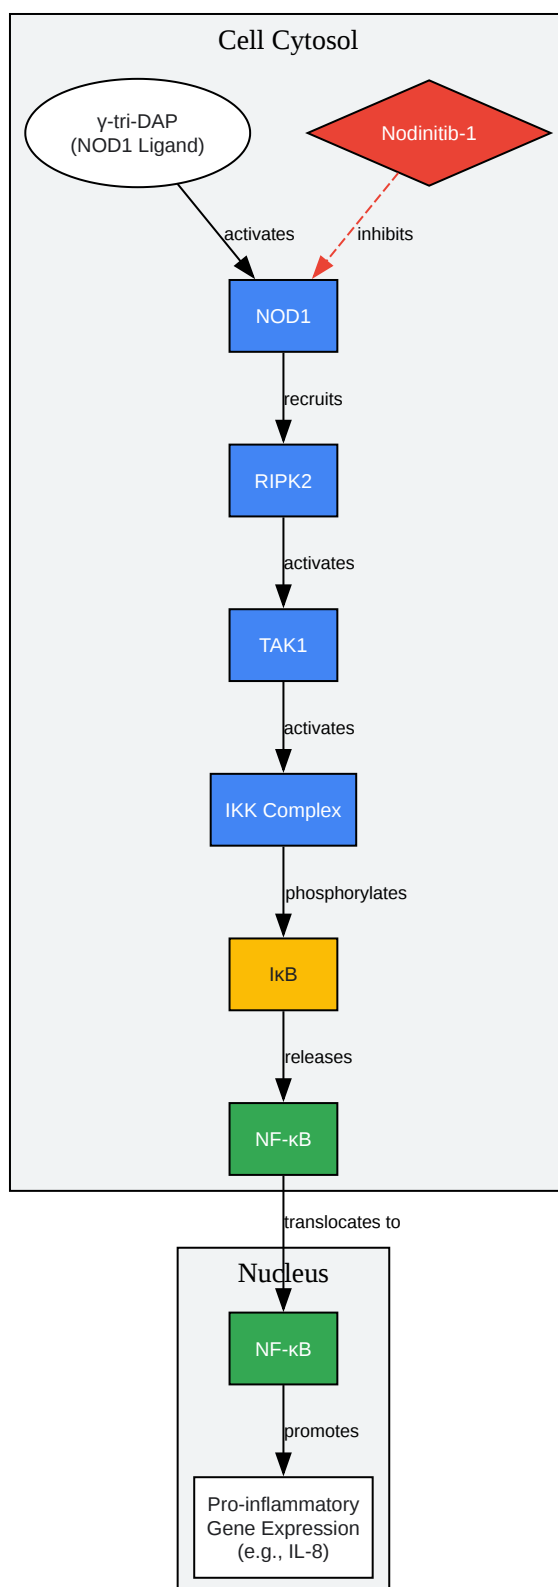 Cell Cytosol
γ-tri-DAP
(NOD1 Ligand)
Nodinitib-1
activates
inhibits
NOD1
recruits
RIPK2
activates
TAK1
activates
IKK Complex
phosphorylates
IκB
releases
NF-κB
translocates to
Nucleus
NF-κB
promotes
Pro-inflammatory
Gene Expression
(e.g., IL-8)